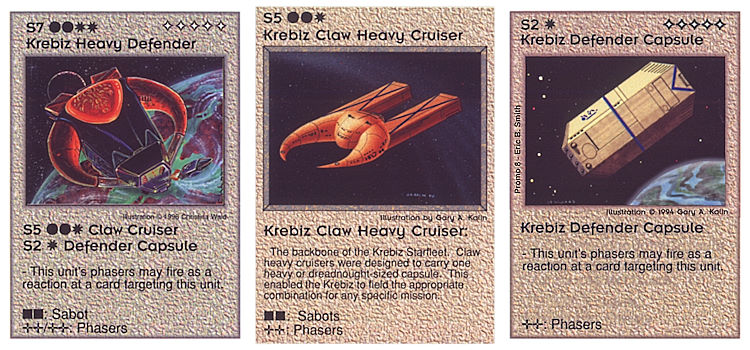 S7
Krebiz Heavy Defender
Illustration © 1996 Christina Wald
S5 Claw Cruiser
S2 Defender Capsule
- This unit's phasers may fire as a
reaction at a card targeting this unit.
: Sabot
: Phasers
S5
Krebiz Claw Heavy Cruiser
Illustration by Gary A. Kalin
Krebiz Claw Heavy Cruiser:
The backbone of the Krebiz Starfleet. Claw
heavy cruisers were designed to carry one
heavy or dreadnought-sized capsule. This
enabled the Krebiz to field the appropriate
combination for any specific mission.
: Sabots
: Phasers
S2
Krebiz Defender Capsule
Promo 8 - Eric B. Smith
Illustration © 1994 Gary A. Kalin
Krebiz Defender Capsule
- This unit's phasers may fire as a
reaction at a card targeting this unit.
: Phasers